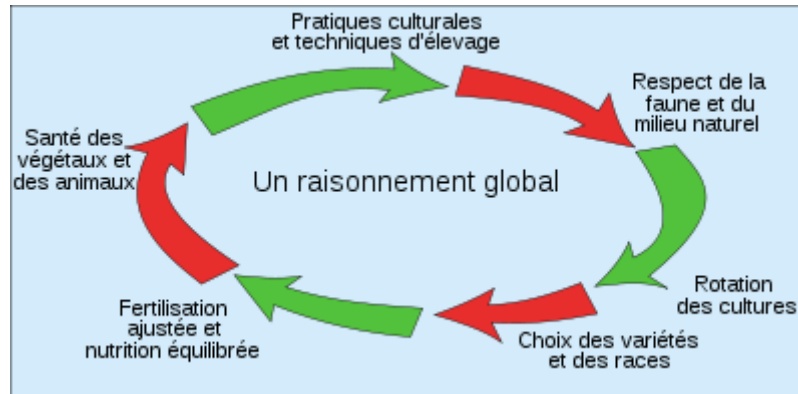 Pratiques culturales
et techniques d'élevage
Respect de la
faune et du
milieu naturel
Santé des
végétaux et
des animaux
Un raisonnement global
Rotation
des cultures
Fertilisation
ajustée et
nutrition équilibrée
Choix des variétés
et des races